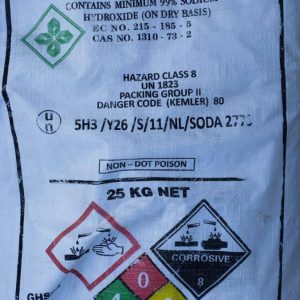 CONTAINS MINIMUM 99% SODIUM
HYDROXIDE (ON DRY BASIS)
EC NO. 215 - 185 - 5
CAS NO. 1310 - 73 - 2
HAZARD CLASS 8
UN 1823
PACKING GROUP II
DANGER CODE (KEMLER) 80
u n
5H3 /Y26 /S/11/NL/SODA
NON - DOT POISON
25 KG NET
CORROSIVE
8
0
GHS